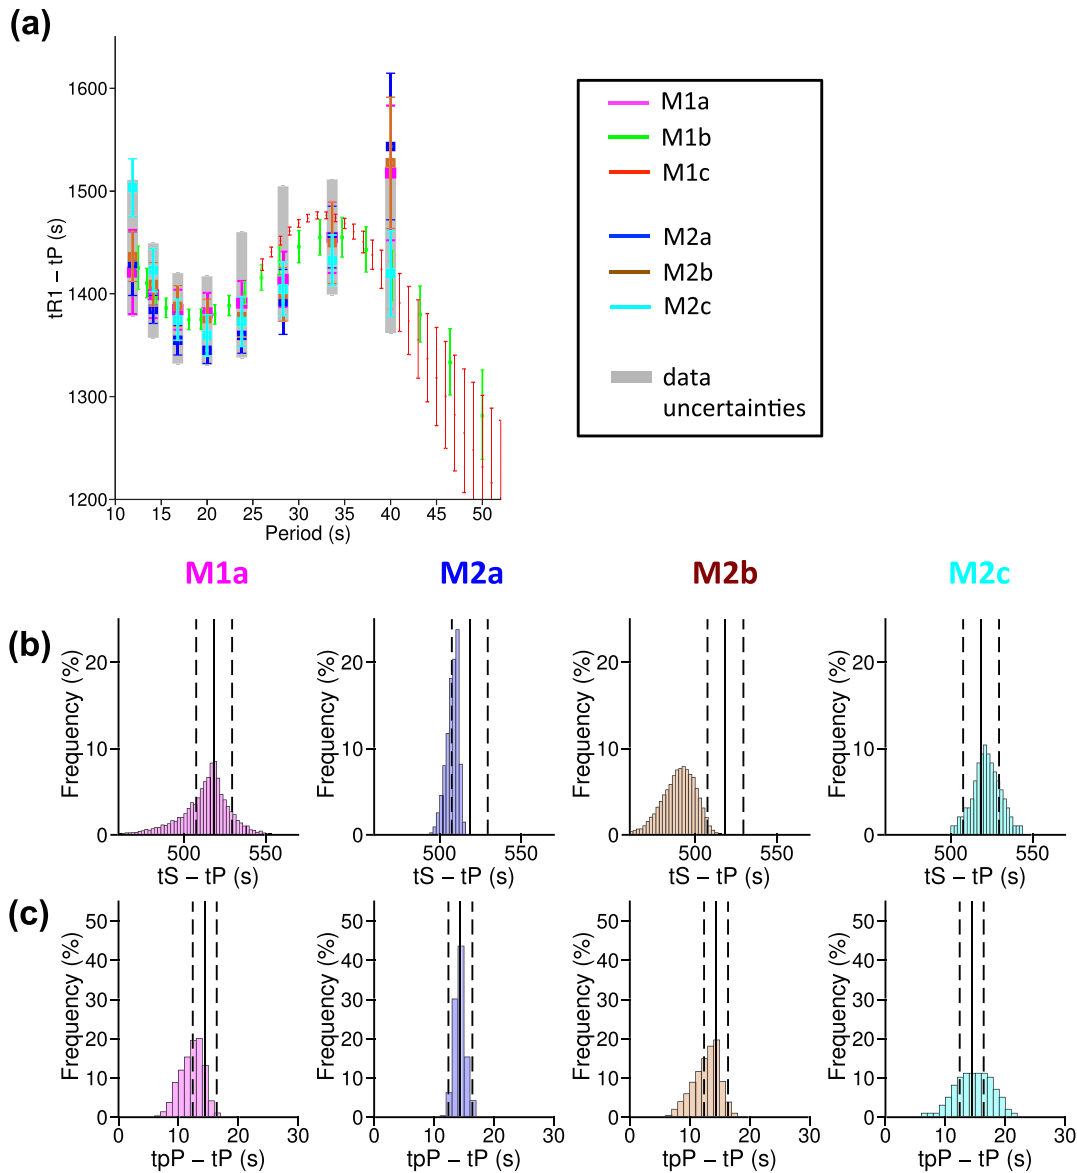 (a)
tR1 – tP (s)
1600
1500
1400
1300
1200
10 15 20 25 30 35 40 45 50
Period (s)
M1a
M1b
M1c
M2a
M2b
M2c
data
uncertainties
M1a M2a M2b M2c
(b)
Frequency (%) Frequency (%) Frequency (%) Frequency (%)
20 20 20 20
10 10 10 10
0 0 0 0
500 550 500 550 500 550 500 550
tS – tP (s) tS – tP (s) tS – tP (s) tS – tP (s)
(c)
Frequency (%) Frequency (%) Frequency (%) Frequency (%)
50 50 50 50
40 40 40 40
30 30 30 30
20 20 20 20
10 10 10 10
0 0 0 0
0 10 20 30 0 10 20 30 0 10 20 30 0 10 20 30
tpP – tP (s) tpP – tP (s) tpP – tP (s) tpP – tP (s)